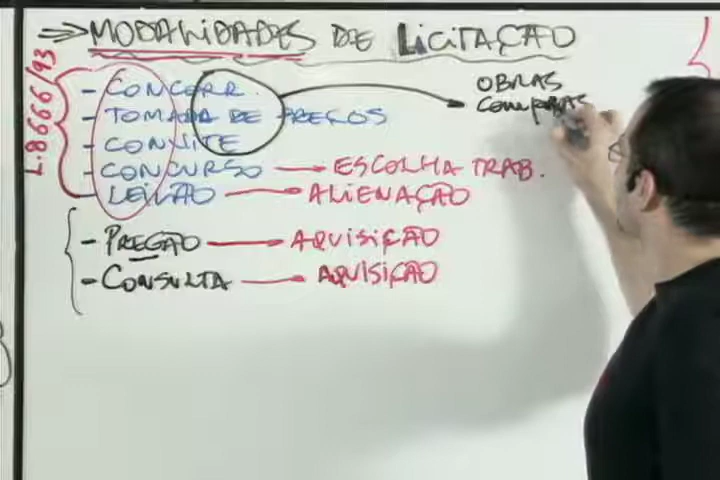 ⇒ MODALIDADES DE LICITAÇÃO
L.8666/93
- CONCORR.
- TOMADA DE PREÇOS
- CONVITE
- CONCURSO → ESCOLHA TRAB.
- LEILÃO → ALIENAÇÃO
OBRAS
COMPRAS
- PREGÃO → AQUISIÇÃO
- CONSULTA → AQUISIÇÃO